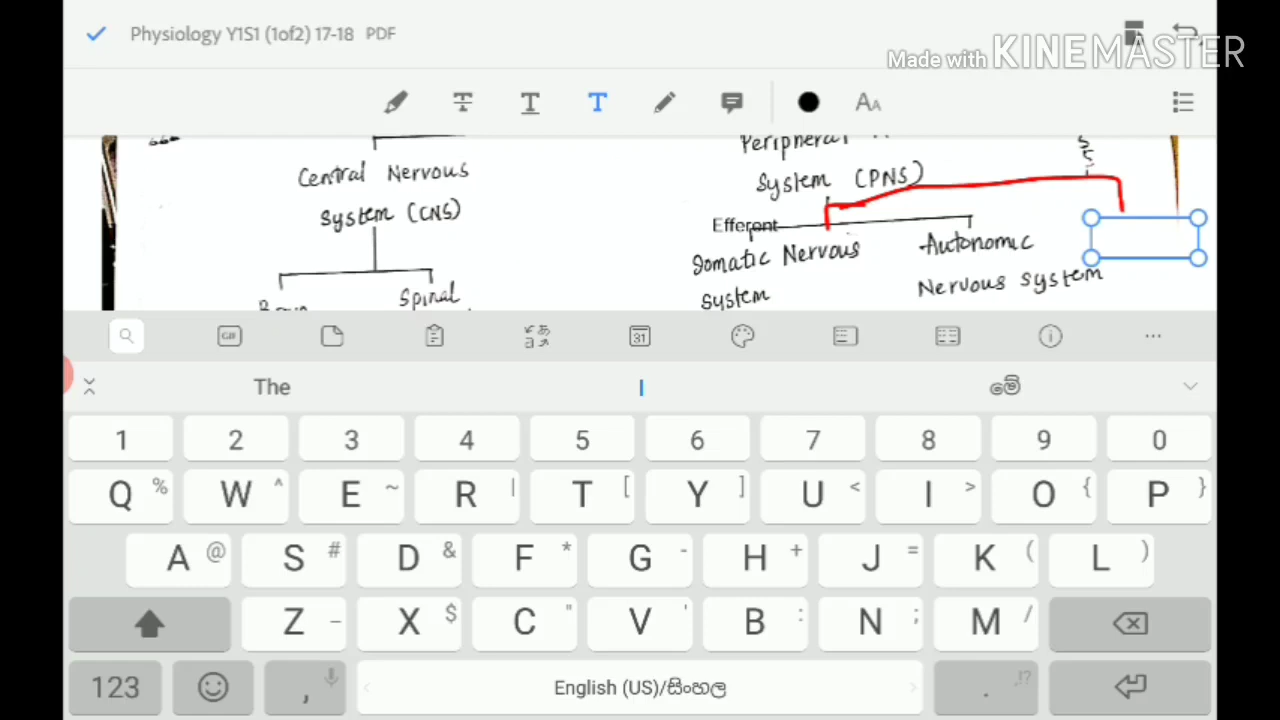 Physiology Y1S1 (1of2) 17-18 PDF
Made with KINEMASTER
Central Nervous
System (CNS)
Spinal
Peripheral
System (PNS)
Efferent
Somatic Nervous
System
Autonomic
Nervous System
The
I
මේ
1 2 3 4 5 6 7 8 9 0
Q % W ^ E ~ R | T [ Y ] U < I > O { P }
A @ S # D & F * G - H + J = K ( L )
Z _ X $ C " V ' B : N ; M /
123 , English (US)/සිංහල . ,!?